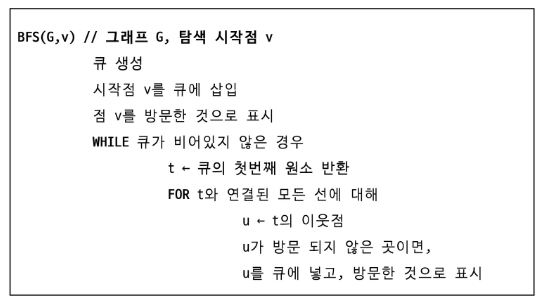 BFS(G,v) // 그래프 G, 탐색 시작점 v
큐 생성
시작점 v를 큐에 삽입
점 v를 방문한 것으로 표시
WHILE 큐가 비어있지 않은 경우
t ← 큐의 첫번째 원소 반환
FOR t와 연결된 모든 선에 대해
u ← t의 이웃점
u가 방문 되지 않은 곳이면,
u를 큐에 넣고, 방문한 것으로 표시